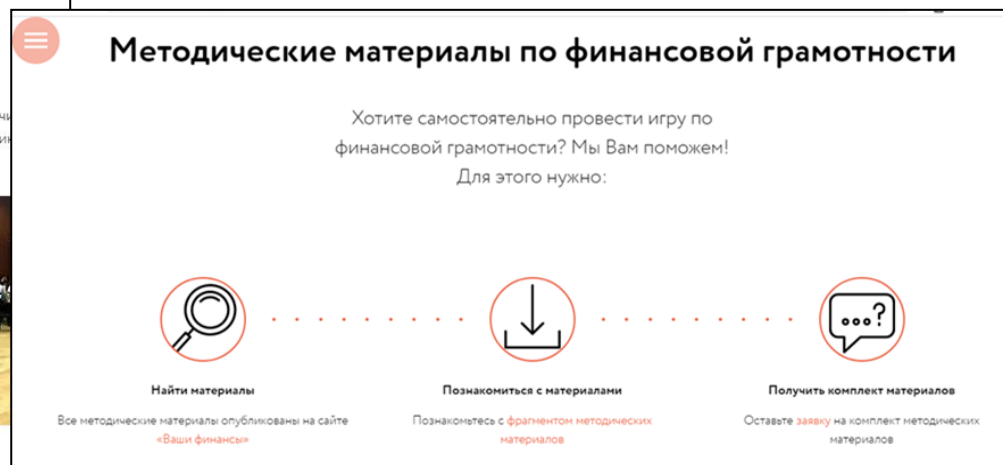 Методические материалы по финансовой грамотности
Хотите самостоятельно провести игру по
финансовой грамотности? Мы Вам поможем!
Для этого нужно:
...?
Найти материалы
Познакомиться с материалами
Получить комплект материалов
Все методические материалы опубликованы на сайте
«Ваши финансы»
Познакомьтесь с фрагментом методических
материалов
Оставьте заявку на комплект методических
материалов